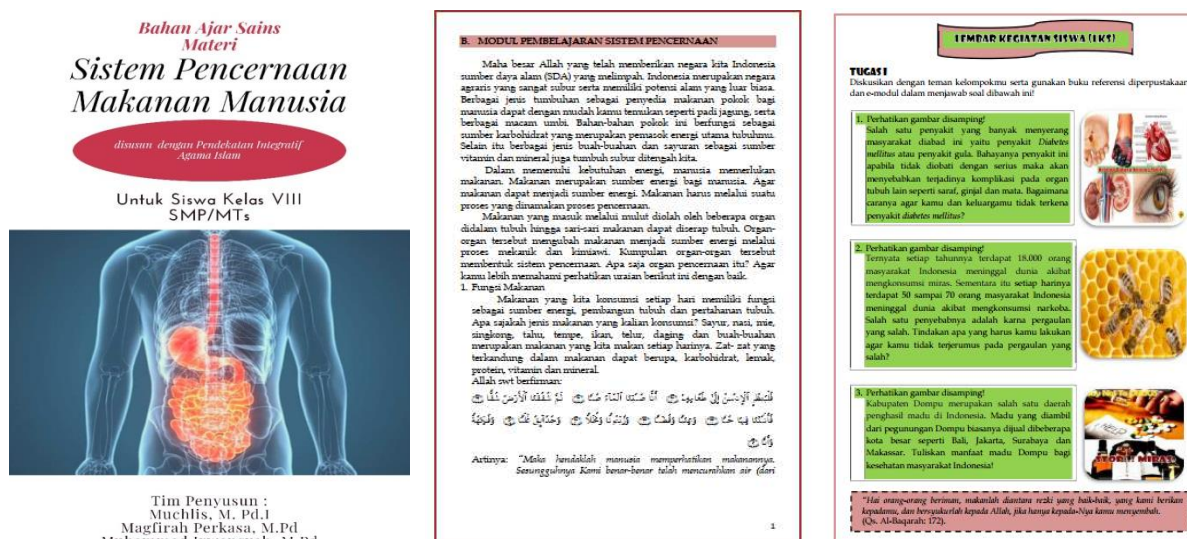 Bahan Ajar Sains
Materi
Sistem Pencernaan
Makanan Manusia
disusun dengan Pendekatan Integratif
Agama Islam
Untuk Siswa Kelas VIII
SMP/MTs
Tim Penyusun :
Muchlis, M. Pd.I
Magfirah Perkasa, M.Pd
B. MODUL PEMBELAJARAN SISTEM PENCERNAAN
Maha besar Allah yang telah memberikan negara kita Indonesia
sumber daya alam (SDA) yang melimpah. Indonesia merupakan negara
agraris yang sangat subur serta memiliki potensi alam yang luar biasa.
Berbagai jenis tumbuhan sebagai penyedia makanan pokok bagi
manusia dapat dengan mudah kamu temukan seperti padi jagung, serta
berbagai macam umbi. Bahan-bahan pokok ini berfungsi sebagai
sumber karbohidrat yang merupakan pemasok energi utama tubuhmu.
Selain itu berbagai jenis buah-buahan dan sayuran sebagai sumber
vitamin dan mineral juga tumbuh subur ditengah kita.
Dalam memenuhi kebutuhan energi, manusia memerlukan
makanan. Makanan merupakan sumber energi bagi manusia. Agar
makanan dapat menjadi sumber energi. Makanan harus melalui suatu
proses yang dinamakan proses pencernaan.
Makanan yang masuk melalui mulut diolah oleh beberapa organ
didalam tubuh hingga sari-sari makanan dapat diserap tubuh. Organ-
organ tersebut mengubah makanan menjadi sumber energi melalui
proses mekanik dan kimiawi. Kumpulan organ-organ tersebut
membentuk sistem pencernaan. Apa saja organ pencernaan itu? Agar
kamu lebih memahami perhatikan uraian berikut ini dengan baik.
1. Fungsi Makanan
Makanan yang kita konsumsi setiap hari memiliki fungsi
sebagai sumber energi, pembangun tubuh dan pertahanan tubuh.
Apa sajakah jenis makanan yang kalian konsumsi? Sayur, nasi, mie,
singkong, tahu, tempe, ikan, telur, daging dan buah-buahan
merupakan makanan yang kita makan setiap harinya. Zat- zat yang
terkandung dalam makanan dapat berupa, karbohidrat, lemak,
protein, vitamin dan mineral.
Allah swt berfirman:
Artinya: "Maka hendaklah manusia memperhatikan makanannya.
Sesungguhnya Kami benar-benar telah mencurahkan air (dari
1
LEMBAR KEGIATAN SISWA (LKS)
TUGAS I
Diskusikan dengan teman kelompokmu serta gunakan buku referensi diperpustakaan
dan e-modul dalam menjawab soal dibawah ini!
1. Perhatikan gambar disamping!
Salah satu penyakit yang banyak menyerang
masyarakat diabad ini yaitu penyakit Diabetes
mellitus atau penyakit gula. Bahayanya penyakit ini
apabila tidak diobati dengan serius maka akan
menyebabkan terjadinya komplikasi pada organ
tubuh lain seperti saraf, ginjal dan mata. Bagaimana
caranya agar kamu dan keluargamu tidak terkena
penyakit diabetes mellitus?
2. Perhatikan gambar disamping!
Ternyata setiap tahunnya terdapat 18.000 orang
masyarakat Indonesia meninggal dunia akibat
mengkonsumsi miras. Sementara itu setiap harinya
terdapat 50 sampai 70 orang masyarakat Indonesia
meninggal dunia akibat mengkonsumsi narkoba.
Salah satu penyebabnya adalah karna pergaulan
yang salah. Tindakan apa yang harus kamu lakukan
agar kamu tidak terjerumus pada pergaulan yang
salah?
3. Perhatikan gambar disamping!
Kabupaten Dompu merupakan salah satu daerah
penghasil madu di Indonesia. Madu yang diambil
dari pegunungan Dompu biasanya dijual dibeberapa
kota besar seperti Bali, Jakarta, Surabaya dan
Makassar. Tuliskan manfaat madu Dompu bagi
kesehatan masyarakat Indonesia!
HELP
"Hai orang-orang beriman, makanlah diantara rezki yang baik-baik, yang kami berikan
kepadamu, dan bersyukurlah kepada Allah, jika hanya kepada-Nya kamu menyembah.
(Qs. Al-Baqarah: 172).